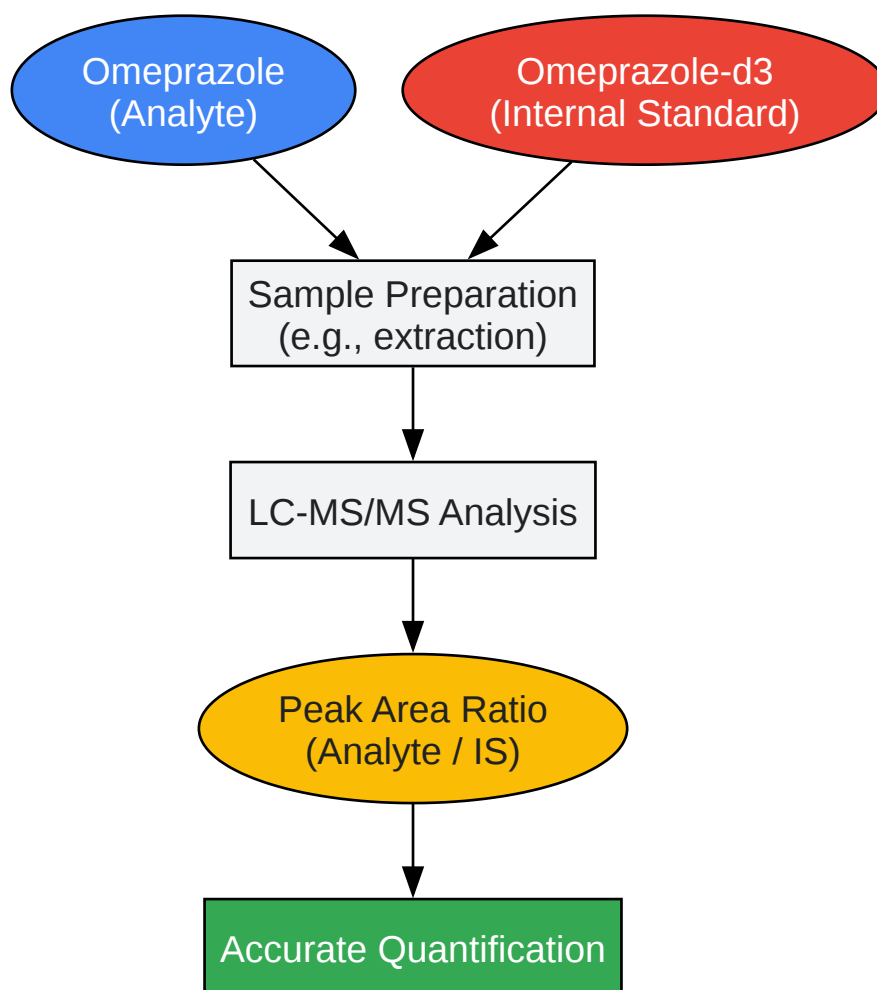 Omeprazole
(Analyte)
Omeprazole-d3
(Internal Standard)
Sample Preparation
(e.g., extraction)
LC-MS/MS Analysis
Peak Area Ratio
(Analyte / IS)
Accurate Quantification